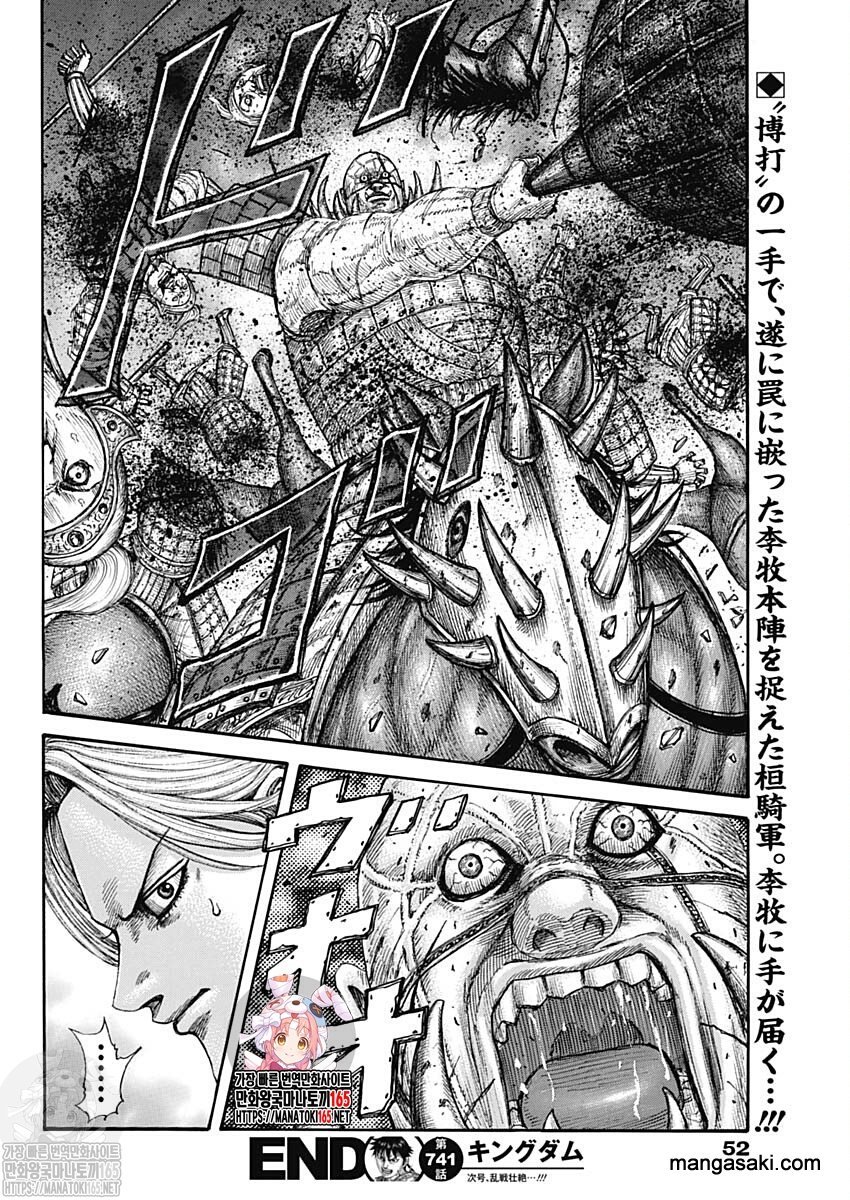 ◆〝博打〟の一手で、遂に罠に嵌った李牧本陣を捉えた桓騎軍。李牧に手が届く…!!!
ドドッ
ゴッ
ヴオオオ
……
가장 빠른 번역만화사이트
만화왕국마나토끼165
HTTPS://MANATOKI165.NET
가장 빠른 번역만화사이트
만화왕국마나토끼165
HTTPS://MANATOKI165.NET
END
第741話
キングダム
次号、乱戦壮絶…!!!
52
mangasaki.com